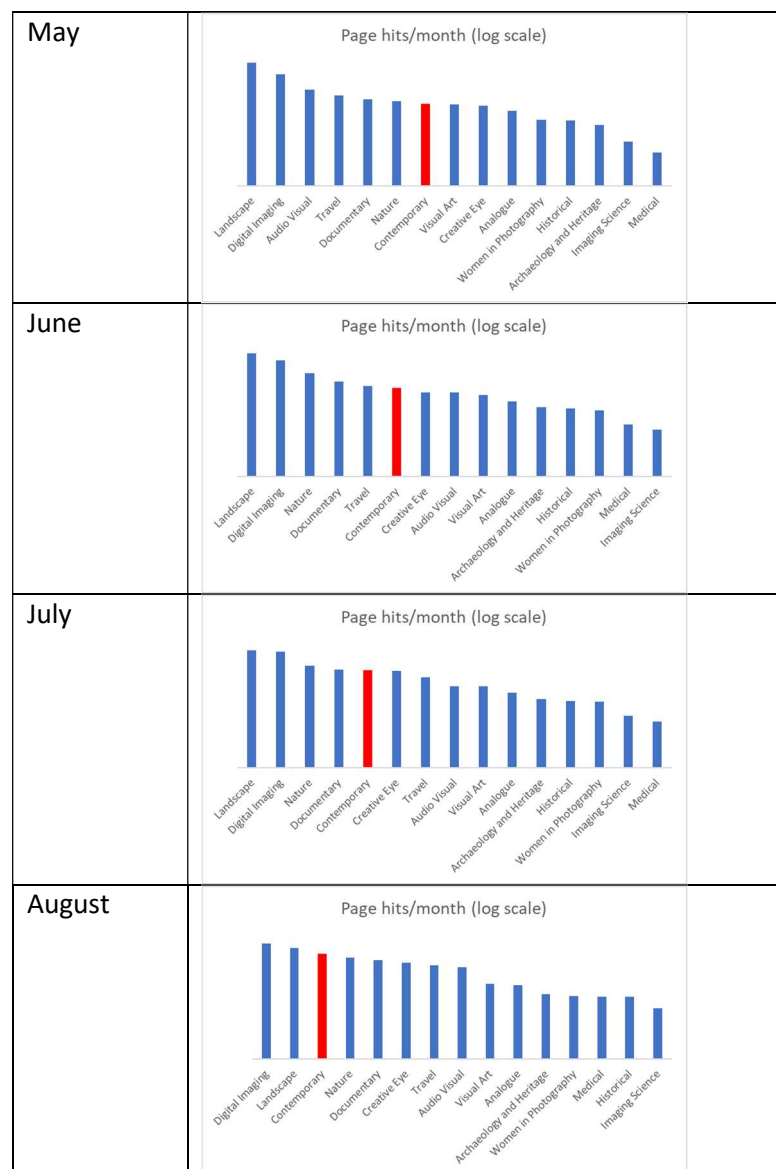 May
Page hits/month (log scale)
Landscape
Digital Imaging
Audio Visual
Travel
Documentary
Nature
Contemporary
Visual Art
Creative Eye
Analogue
Women in Photography
Historical
Archaeology and Heritage
Imaging Science
Medical
June
Page hits/month (log scale)
Landscape
Digital Imaging
Nature
Documentary
Travel
Contemporary
Creative Eye
Audio Visual
Visual Art
Analogue
Archaeology and Heritage
Historical
Women in Photography
Medical
Imaging Science
July
Page hits/month (log scale)
Landscape
Digital Imaging
Nature
Documentary
Contemporary
Creative Eye
Travel
Audio Visual
Visual Art
Analogue
Archaeology and Heritage
Historical
Women in Photography
Imaging Science
Medical
August
Page hits/month (log scale)
Digital Imaging
Landscape
Contemporary
Nature
Documentary
Creative Eye
Travel
Audio Visual
Visual Art
Analogue
Archaeology and Heritage
Women in Photography
Medical
Historical
Imaging Science